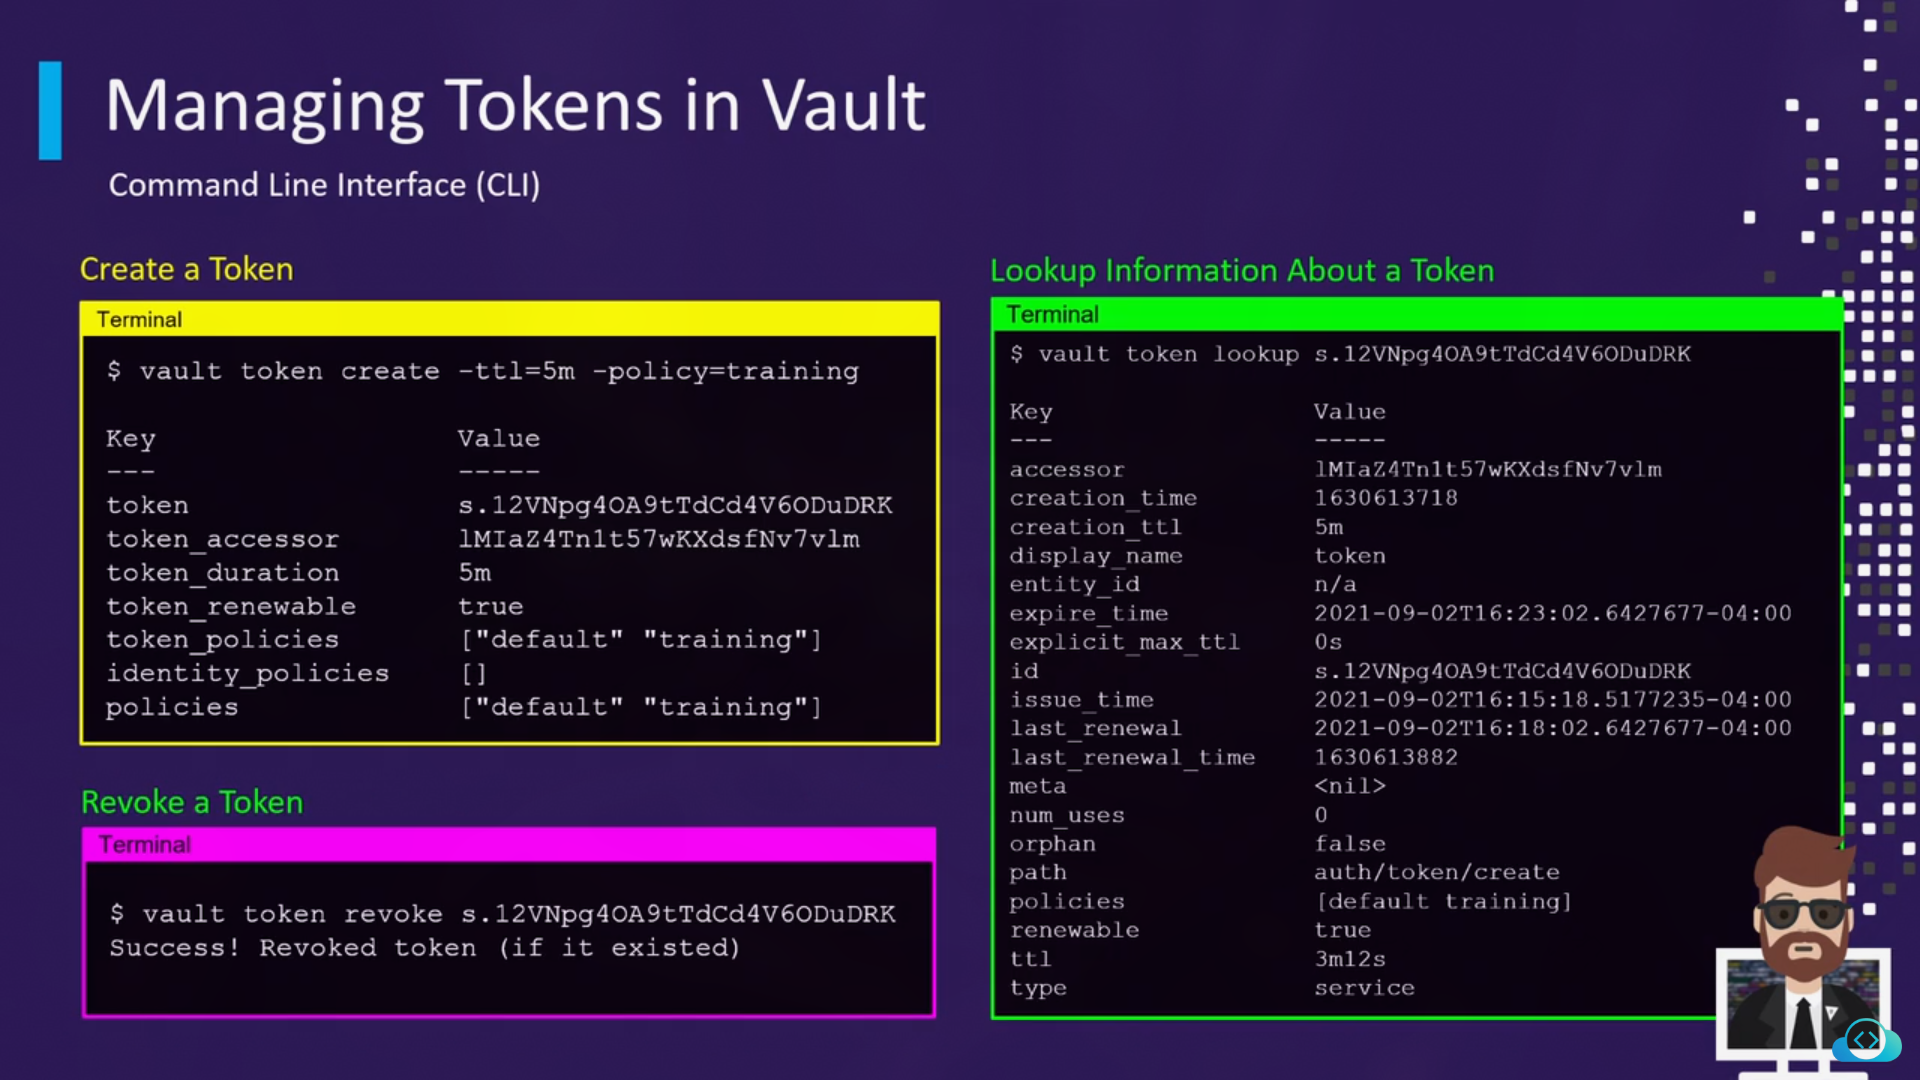 Managing Tokens in Vault
Command Line Interface (CLI)
Create a Token
Terminal
$ vault token create -ttl=5m -policy=training
Key Value
--- -----
token s.12VNpg4OA9tTdCd4V6ODuDRK
token_accessor lMIaZ4Tn1t57wKXdsfNv7vlm
token_duration 5m
token_renewable true
token_policies ["default" "training"]
identity_policies []
policies ["default" "training"]
Revoke a Token
Terminal
$ vault token revoke s.12VNpg4OA9tTdCd4V6ODuDRK
Success! Revoked token (if it existed)
Lookup Information About a Token
Terminal
$ vault token lookup s.12VNpg4OA9tTdCd4V6ODuDRK
Key Value
--- -----
accessor lMIaZ4Tn1t57wKXdsfNv7vlm
creation_time 1630613718
creation_ttl 5m
display_name token
entity_id n/a
expire_time 2021-09-02T16:23:02.6427677-04:00
explicit_max_ttl 0s
id s.12VNpg4OA9tTdCd4V6ODuDRK
issue_time 2021-09-02T16:15:18.5177235-04:00
last_renewal 2021-09-02T16:18:02.6427677-04:00
last_renewal_time 1630613882
meta <nil>
num_uses 0
orphan false
path auth/token/create
policies [default training]
renewable true
ttl 3m12s
type service